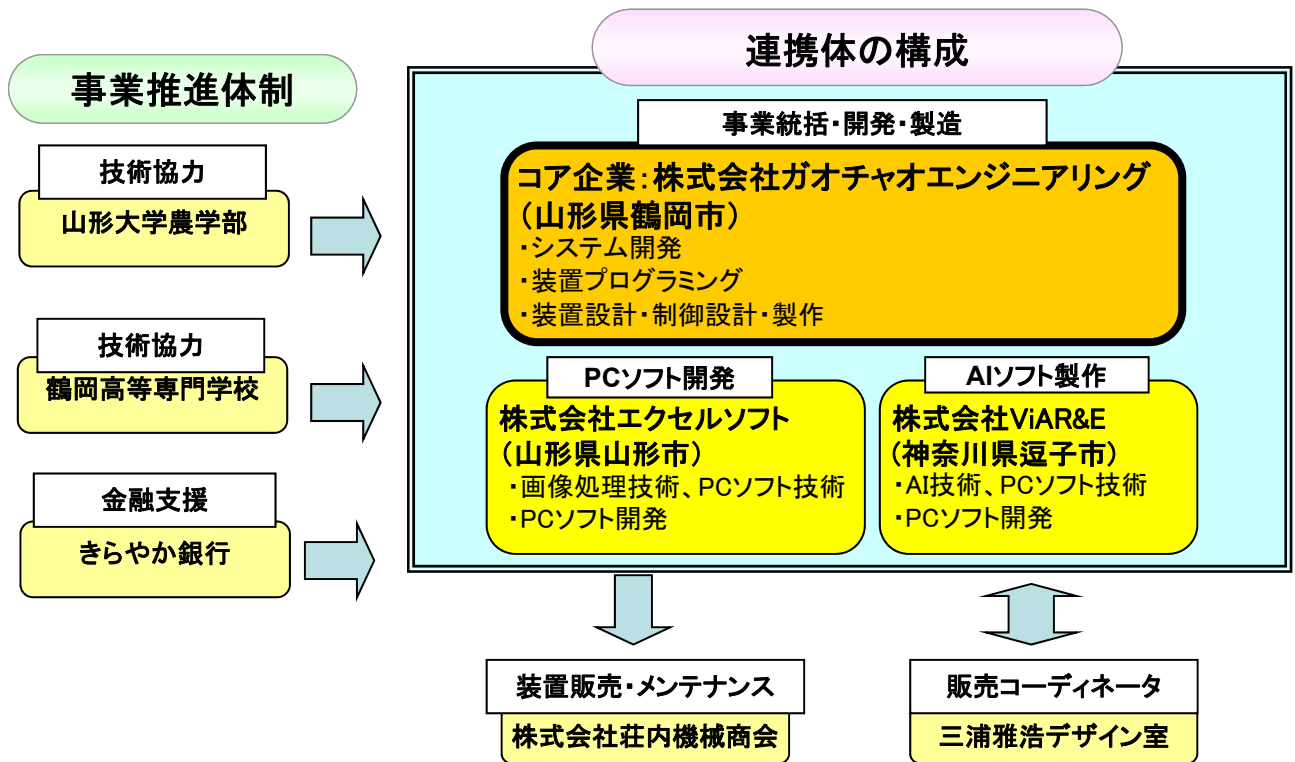 事業推進体制
技術協力
山形大学農学部
技術協力
鶴岡高等専門学校
金融支援
きらやか銀行
連携体の構成
事業統括・開発・製造
コア企業：株式会社ガオチャオエンジニアリング
（山形県鶴岡市）
・システム開発
・装置プログラミング
・装置設計・制御設計・製作
PCソフト開発
株式会社エクセルソフト
（山形県山形市）
・画像処理技術、PCソフト技術
・PCソフト開発
AIソフト製作
株式会社ViAR&E
（神奈川県逗子市）
・AI技術、PCソフト技術
・PCソフト開発
装置販売・メンテナンス
株式会社荘内機械商会
販売コーディネータ
三浦雅浩デザイン室